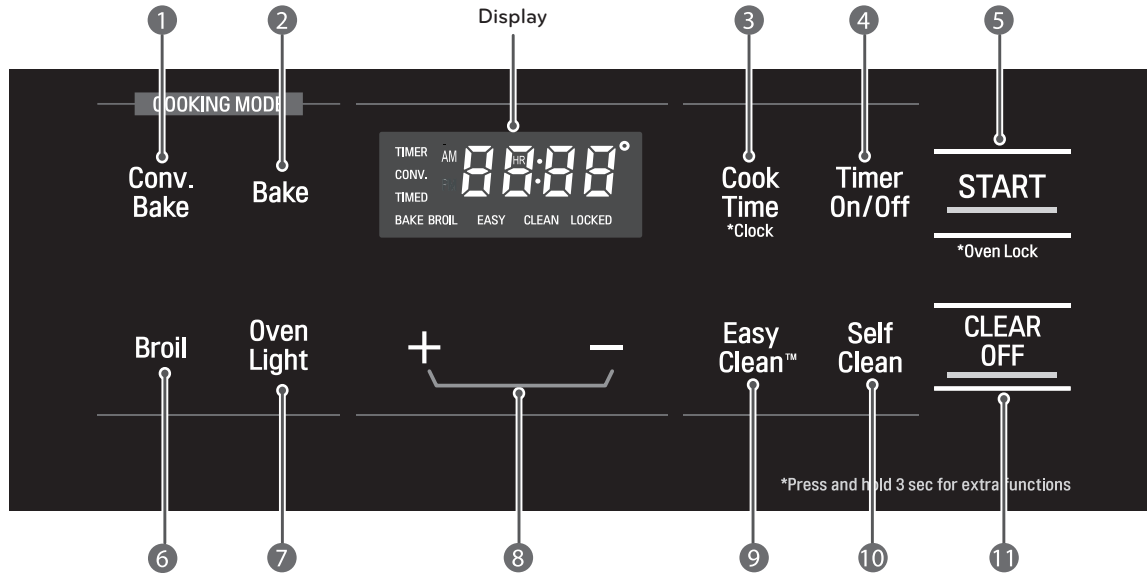 1
2
Display
3
4
5
COOKING MODE
TIMER
AM
88:88°
HR
CONV.
TIMED
BAKE BROIL EASY CLEAN LOCKED
Conv.
Bake
Bake
Cook
Time
*Clock
Timer
On/Off
START
*Oven Lock
Broil
Oven
Light
+
−
Easy
Clean™
Self
Clean
CLEAR
OFF
*Press and hold 3 sec for extra functions
6
7
8
9
10
11